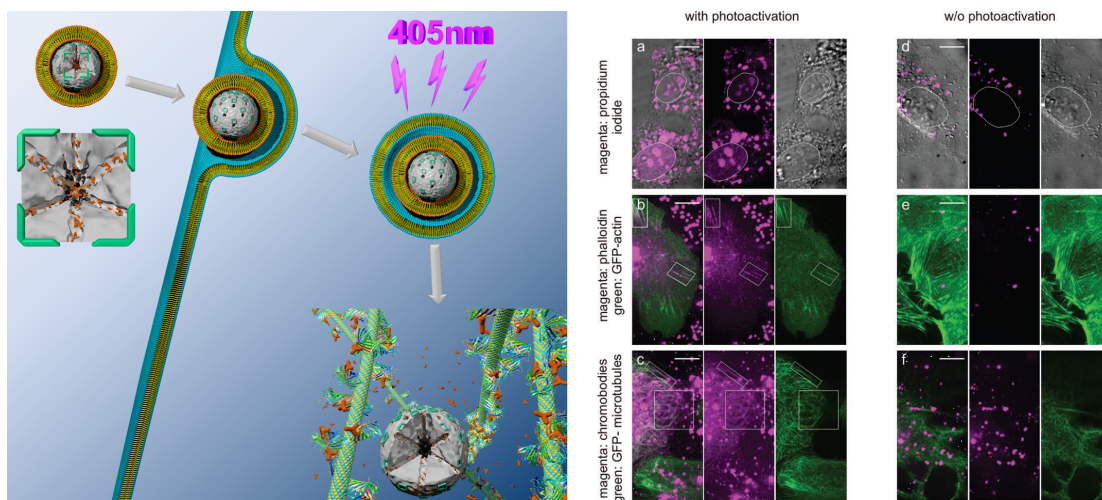 405nm
with photoactivation
w/o photoactivation
magenta: propidium
iodide
a
d
magenta: phalloidin
green: GFP-actin
b
e
magenta: chromobodies
green: GFP- microtubules
c
f